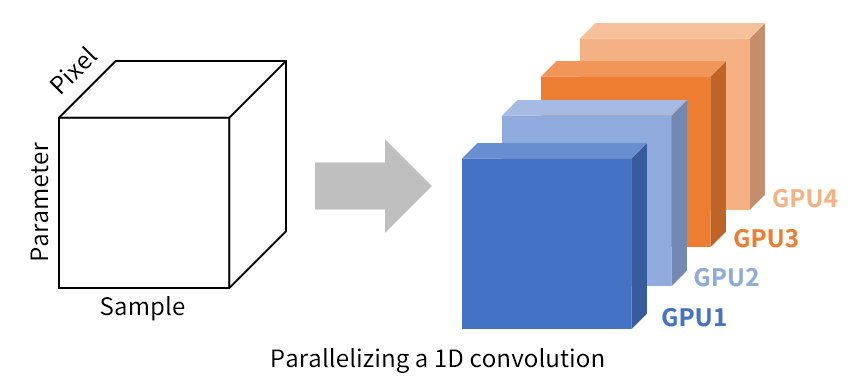 Pixel
Parameter
Sample
GPU4
GPU3
GPU2
GPU1
Parallelizing a 1D convolution